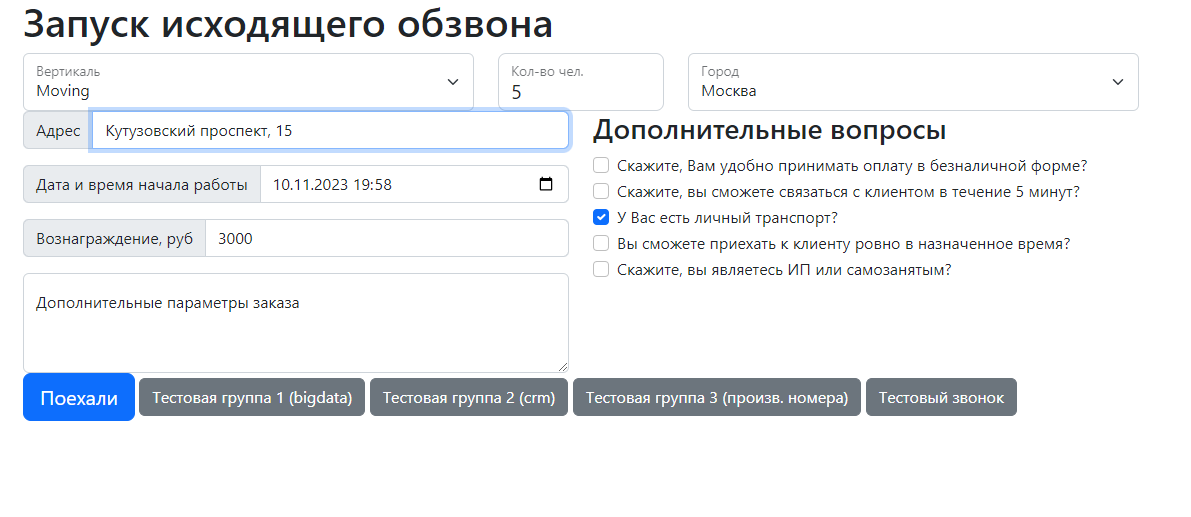 Запуск исходящего обзвона
Вертикаль
Moving
Кол-во чел.
5
Город
Москва
Адрес
Кутузовский проспект, 15
Дата и время начала работы
10.11.2023 19:58
Вознаграждение, руб
3000
Дополнительные параметры заказа
Дополнительные вопросы
Скажите, Вам удобно принимать оплату в безналичной форме?
Скажите, вы сможете связаться с клиентом в течение 5 минут?
У Вас есть личный транспорт?
Вы сможете приехать к клиенту ровно в назначенное время?
Скажите, вы являетесь ИП или самозанятым?
Поехали
Тестовая группа 1 (bigdata)
Тестовая группа 2 (crm)
Тестовая группа 3 (произв. номера)
Тестовый звонок